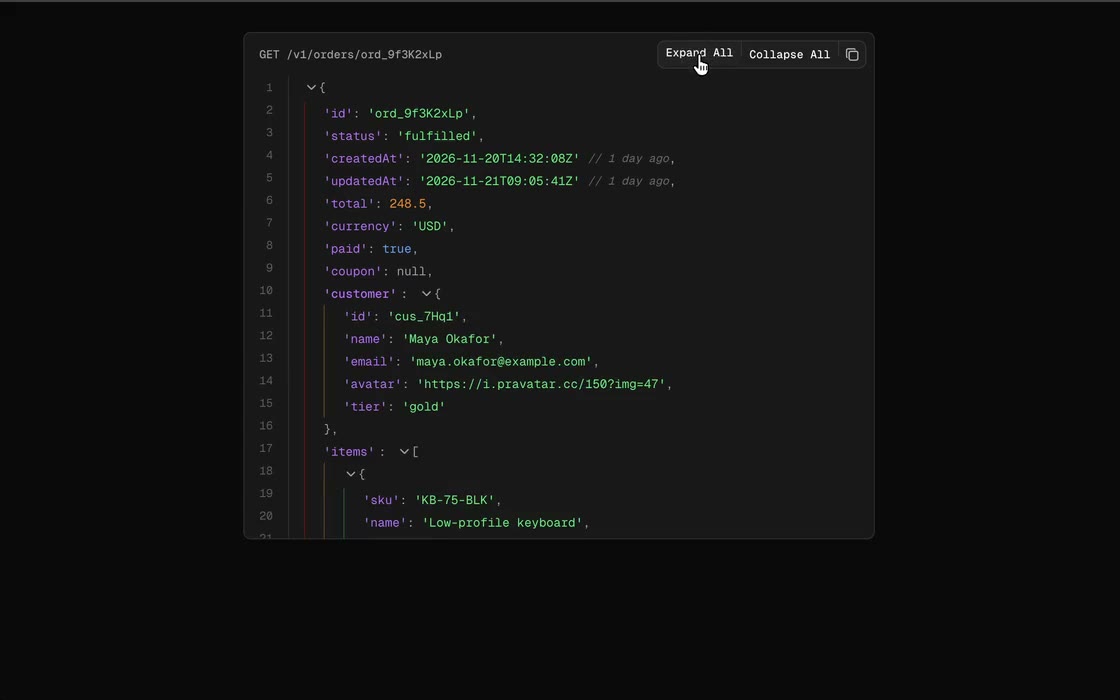 GET /v1/orders/ord_9f3K2xLp
Expand All
Collapse All
1 {
2 'id': 'ord_9f3K2xLp',
3 'status': 'fulfilled',
4 'createdAt': '2026-11-20T14:32:08Z' // 1 day ago,
5 'updatedAt': '2026-11-21T09:05:41Z' // 1 day ago,
6 'total': 248.5,
7 'currency': 'USD',
8 'paid': true,
9 'coupon': null,
10 'customer' : {
11 'id': 'cus_7Hq1',
12 'name': 'Maya Okafor',
13 'email': 'maya.okafor@example.com',
14 'avatar': 'https://i.pravatar.cc/150?img=47',
15 'tier': 'gold'
16 },
17 'items' : [
18 {
19 'sku': 'KB-75-BLK',
20 'name': 'Low-profile keyboard',
21